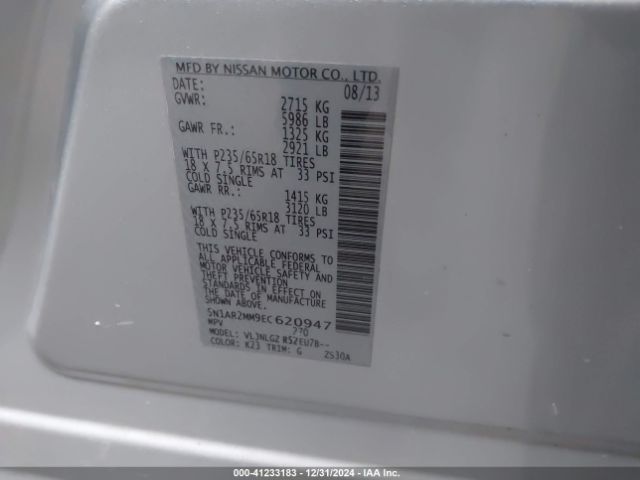 MFD BY NISSAN MOTOR CO., LTD.
DATE: 08/13
GVWR: 2715 KG
5986 LB
GAWR FR.: 1325 KG
2921 LB
WITH P235/65R18 TIRES
18 X 7.5 RIMS AT 33 PSI
COLD SINGLE
GAWR RR.: 1415 KG
3120 LB
WITH P235/65R18 TIRES
18 X 7.5 RIMS AT 33 PSI
COLD SINGLE
THIS VEHICLE CONFORMS TO
ALL APPLICABLE FEDERAL
MOTOR VEHICLE SAFETY AND
THEFT PREVENTION
STANDARDS IN EFFECT ON
THE DATE OF MANUFACTURE
SHOWN ABOVE.
5N1AR2MM9EC620947
MPV 270
MODEL: VLJNLGZ R52EU7B--
COLOR: K23 TRIM: G 2S30A
000-41233183 - 12/31/2024 - IAA Inc.